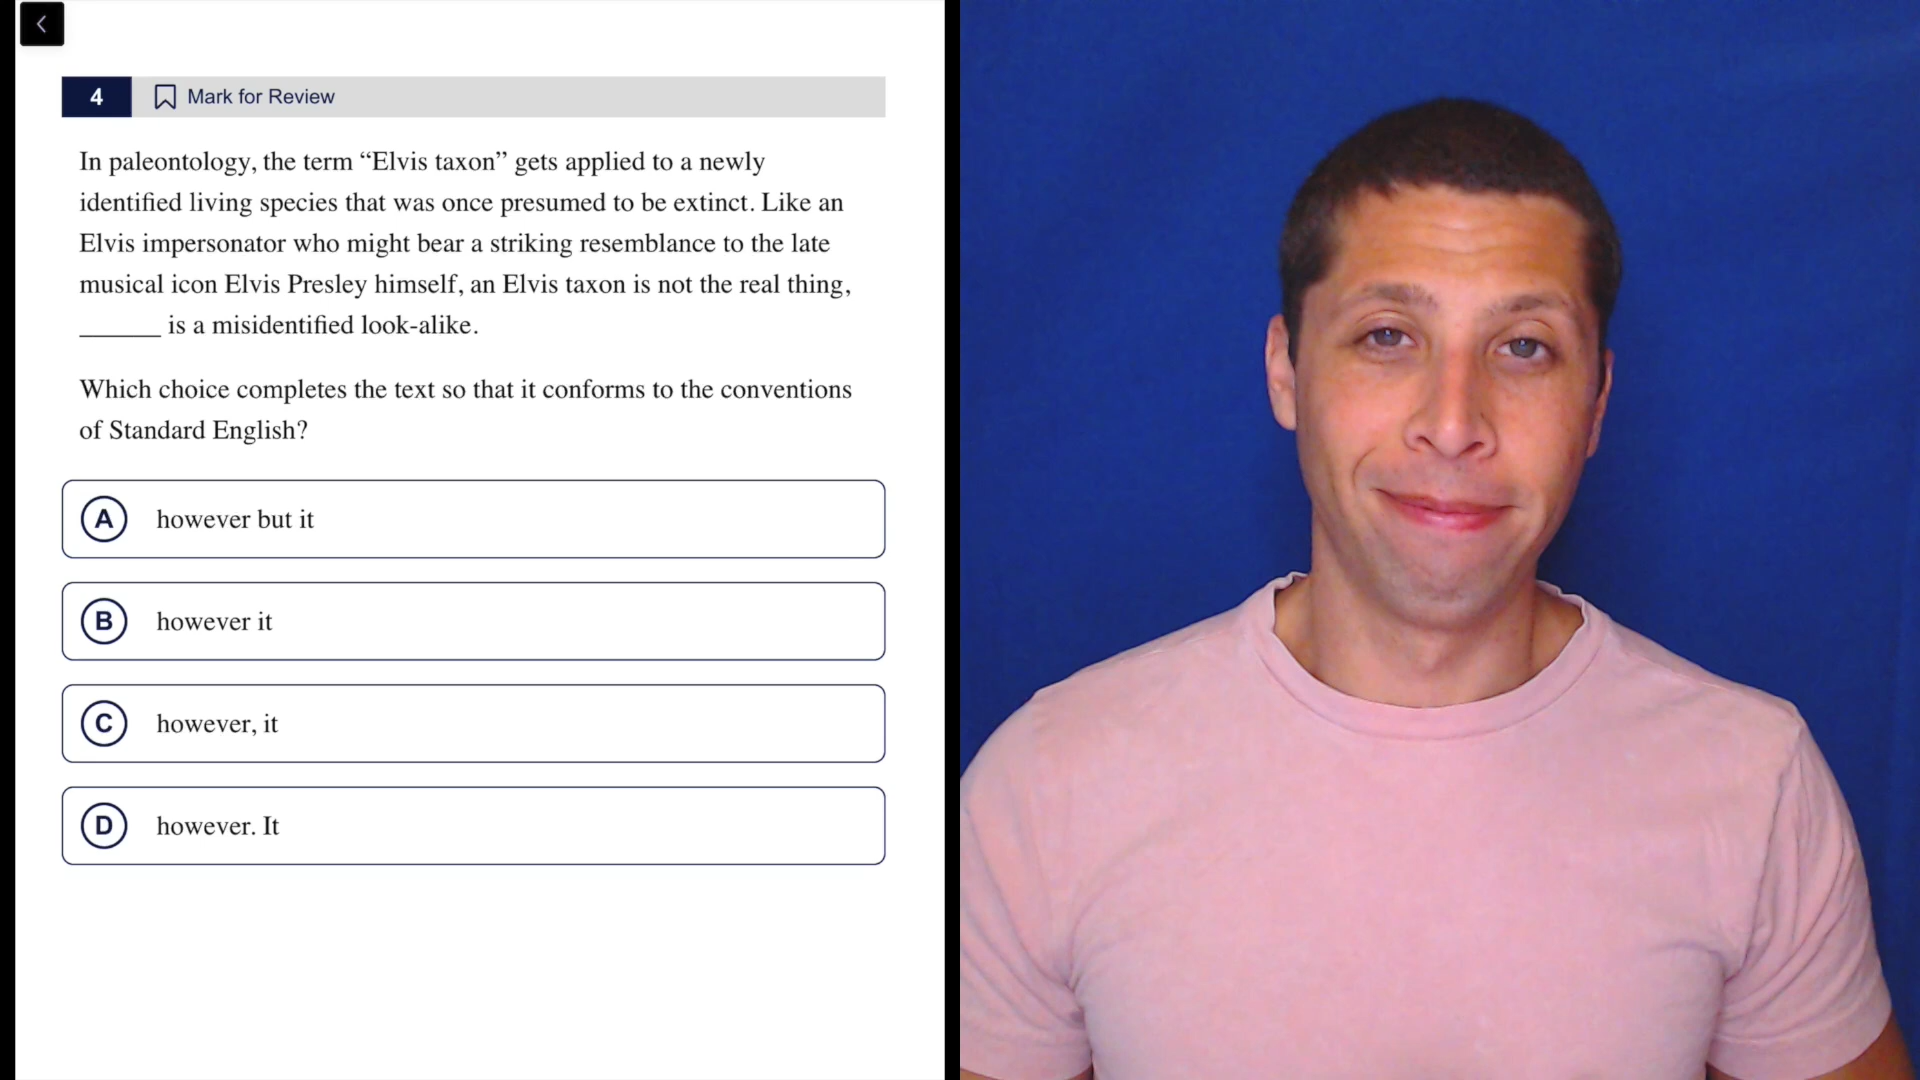 4 Mark for Review
In paleontology, the term “Elvis taxon” gets applied to a newly
identified living species that was once presumed to be extinct. Like an
Elvis impersonator who might bear a striking resemblance to the late
musical icon Elvis Presley himself, an Elvis taxon is not the real thing,
______ is a misidentified look-alike.
Which choice completes the text so that it conforms to the conventions
of Standard English?
A however but it
B however it
C however, it
D however. It